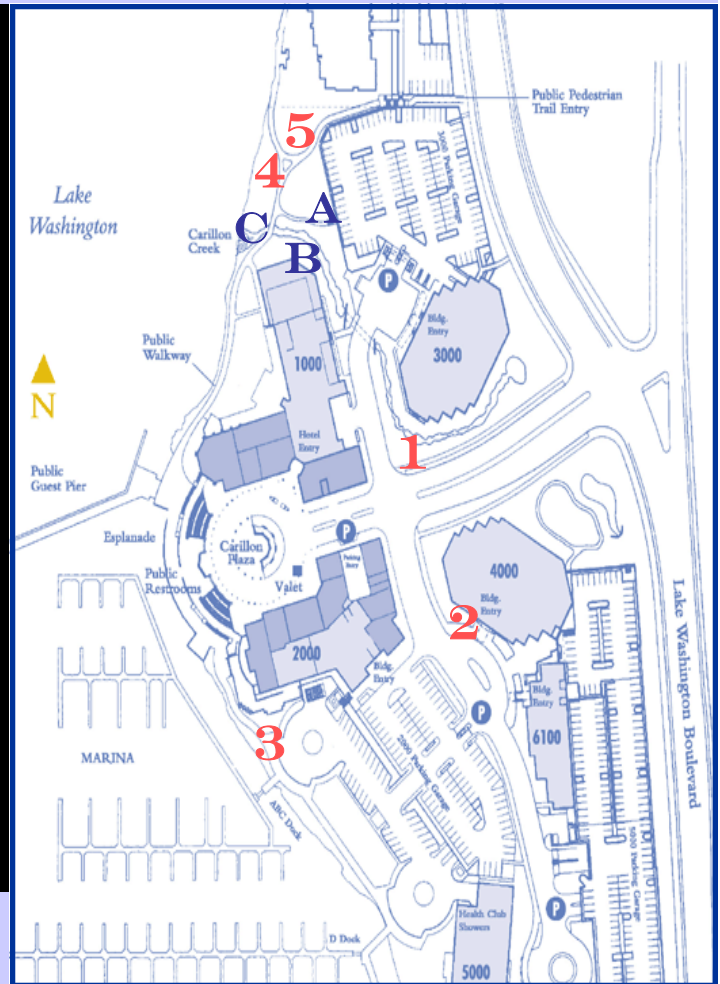 Public Pedestrian
Trail Entry
5
3000 Parking Garage
4
Lake
Washington
A
C
Carillon
Creek
B
P
Bldg.
Entry
3000
Public
Walkway
1000
N
Hotel
Entry
1
Public
Guest Pier
Esplanade
Carillon
Plaza
P
Parking
Entry
4000
Public
Restrooms
Valet
Bldg.
Entry
2
Lake Washington Boulevard
2000
Bldg.
Entry
Bldg.
Entry
P
6100
3
MARINA
2000 Parking Garage
ABC Dock
5000 Parking Garage
P
Health Club
Showers
D Dock
5000